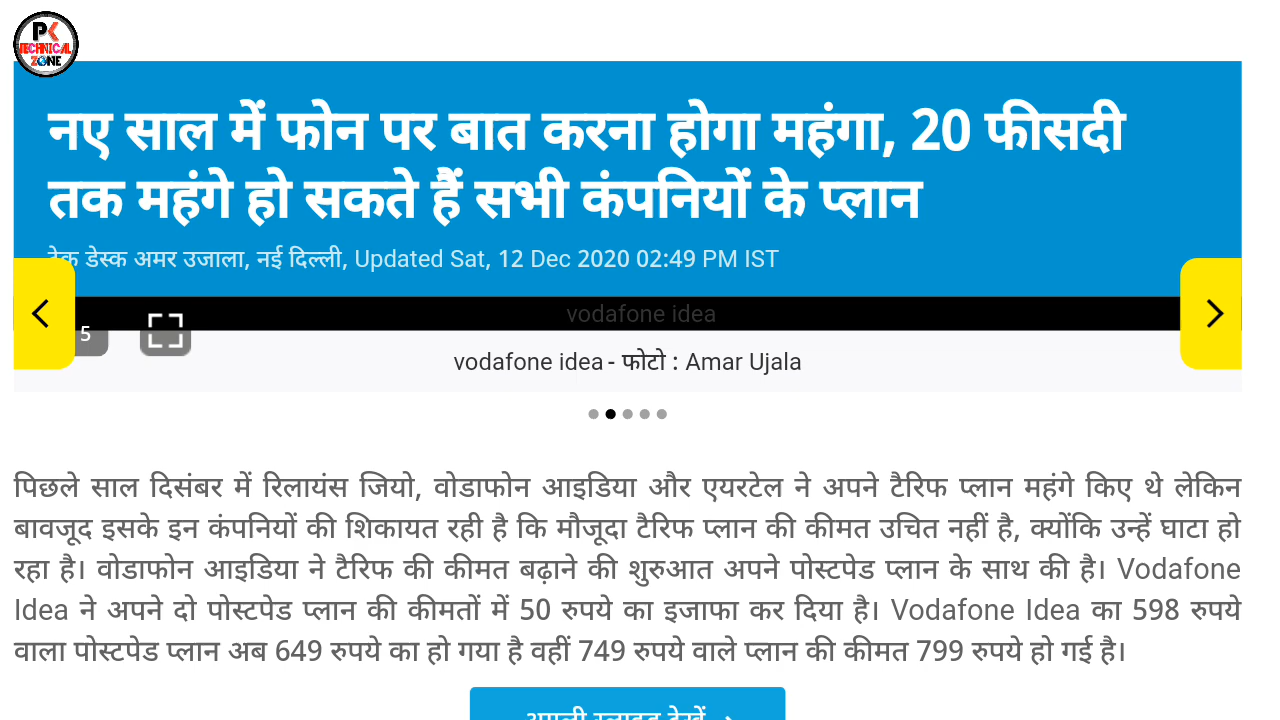 PK
TECHNICAL
ZONE
नए साल में फोन पर बात करना होगा महंगा, 20 फीसदी
तक महंगे हो सकते हैं सभी कंपनियों के प्लान
टेक डेस्क अमर उजाला, नई दिल्ली, Updated Sat, 12 Dec 2020 02:49 PM IST
vodafone idea
5
vodafone idea - फोटो : Amar Ujala
पिछले साल दिसंबर में रिलायंस जियो, वोडाफोन आइडिया और एयरटेल ने अपने टैरिफ प्लान महंगे किए थे लेकिन
बावजूद इसके इन कंपनियों की शिकायत रही है कि मौजूदा टैरिफ प्लान की कीमत उचित नहीं है, क्योंकि उन्हें घाटा हो
रहा है। वोडाफोन आइडिया ने टैरिफ की कीमत बढ़ाने की शुरुआत अपने पोस्टपेड प्लान के साथ की है। Vodafone
Idea ने अपने दो पोस्टपेड प्लान की कीमतों में 50 रुपये का इजाफा कर दिया है। Vodafone Idea का 598 रुपये
वाला पोस्टपेड प्लान अब 649 रुपये का हो गया है वहीं 749 रुपये वाले प्लान की कीमत 799 रुपये हो गई है।
अगली स्लाइड देखें